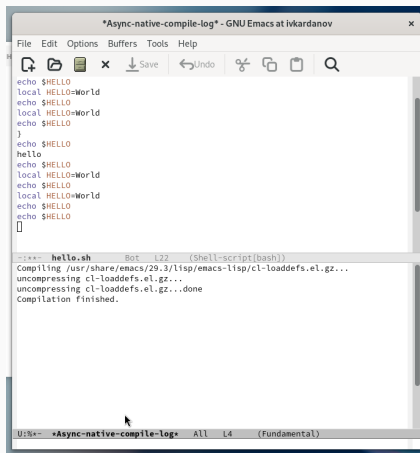 *Async-native-compile-log* - GNU Emacs at ivkardanov
File Edit Options Buffers Tools Help
Save Undo
echo $HELLO
local HELLO=World
echo $HELLO
local HELLO=World
echo $HELLO
}
echo $HELLO
hello
echo $HELLO
local HELLO=World
echo $HELLO
local HELLO=World
echo $HELLO
echo $HELLO
-:**- hello.sh Bot L22 (Shell-script[bash])
Compiling /usr/share/emacs/29.3/lisp/emacs-lisp/cl-loaddefs.el.gz...
uncompressing cl-loaddefs.el.gz...
uncompressing cl-loaddefs.el.gz...done
Compilation finished.
U:%*- *Async-native-compile-log* All L4 (Fundamental)